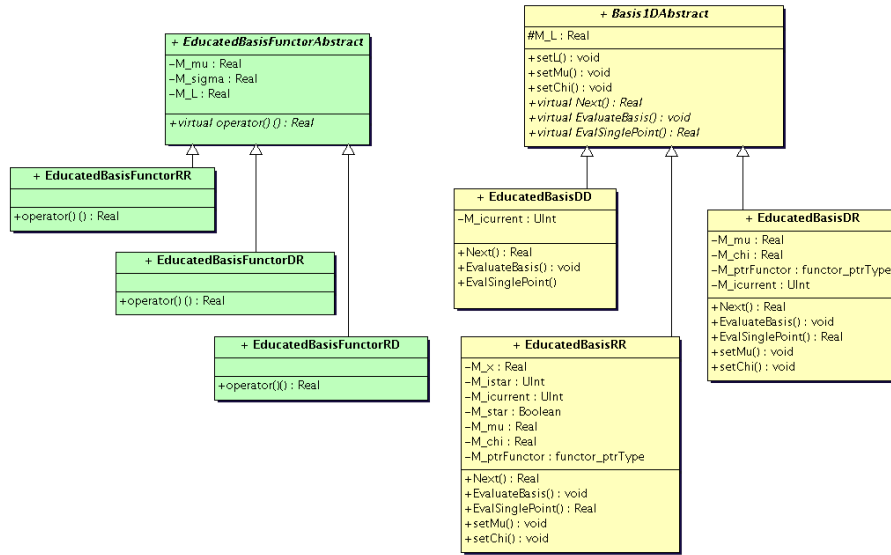 + EducatedBasisFunctorAbstract
-M_mu : Real
-M_sigma : Real
-M_L : Real
+virtual operator()() : Real
+ EducatedBasisFunctorRR
+operator()() : Real
+ EducatedBasisFunctorDR
+operator()() : Real
+ EducatedBasisFunctorRD
+operator()() : Real
+ Basis1DAbstract
#M_L : Real
+setL() : void
+setMu() : void
+setChi() : void
+virtual Next() : Real
+virtual EvaluateBasis() : void
+virtual EvalSinglePoint() : Real
+ EducatedBasisDD
-M_icurrent : UInt
+Next() : Real
+EvaluateBasis() : void
+EvalSinglePoint()
+ EducatedBasisDR
-M_mu : Real
-M_chi : Real
-M_ptrFunctor : functor_ptrType
-M_icurrent : UInt
+Next() : Real
+EvaluateBasis() : void
+EvalSinglePoint() : Real
+setMu() : void
+setChi() : void
+ EducatedBasisRR
-M_x : Real
-M_istar : UInt
-M_icurrent : UInt
-M_star : Boolean
-M_mu : Real
-M_chi : Real
-M_ptrFunctor : functor_ptrType
+Next() : Real
+EvaluateBasis() : void
+EvalSinglePoint() : Real
+setMu() : void
+setChi() : void